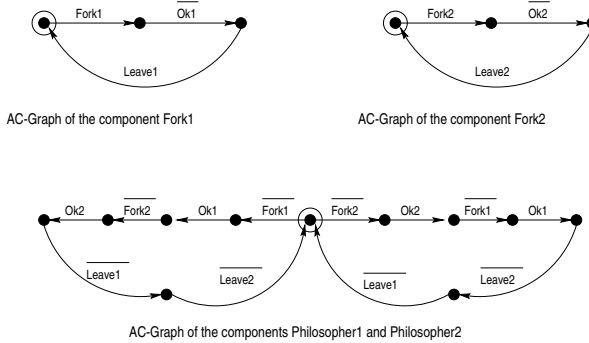 Fork1 Ok1 Fork2 Ok2
Leave1 Leave2
AC-Graph of the component Fork1 AC-Graph of the component Fork2
Ok2 Fork2 Ok1 Fork1 Fork2 Ok2 Fork1 Ok1
Leave1 Leave2 Leave1 Leave2
AC-Graph of the components Philosopher1 and Philosopher2